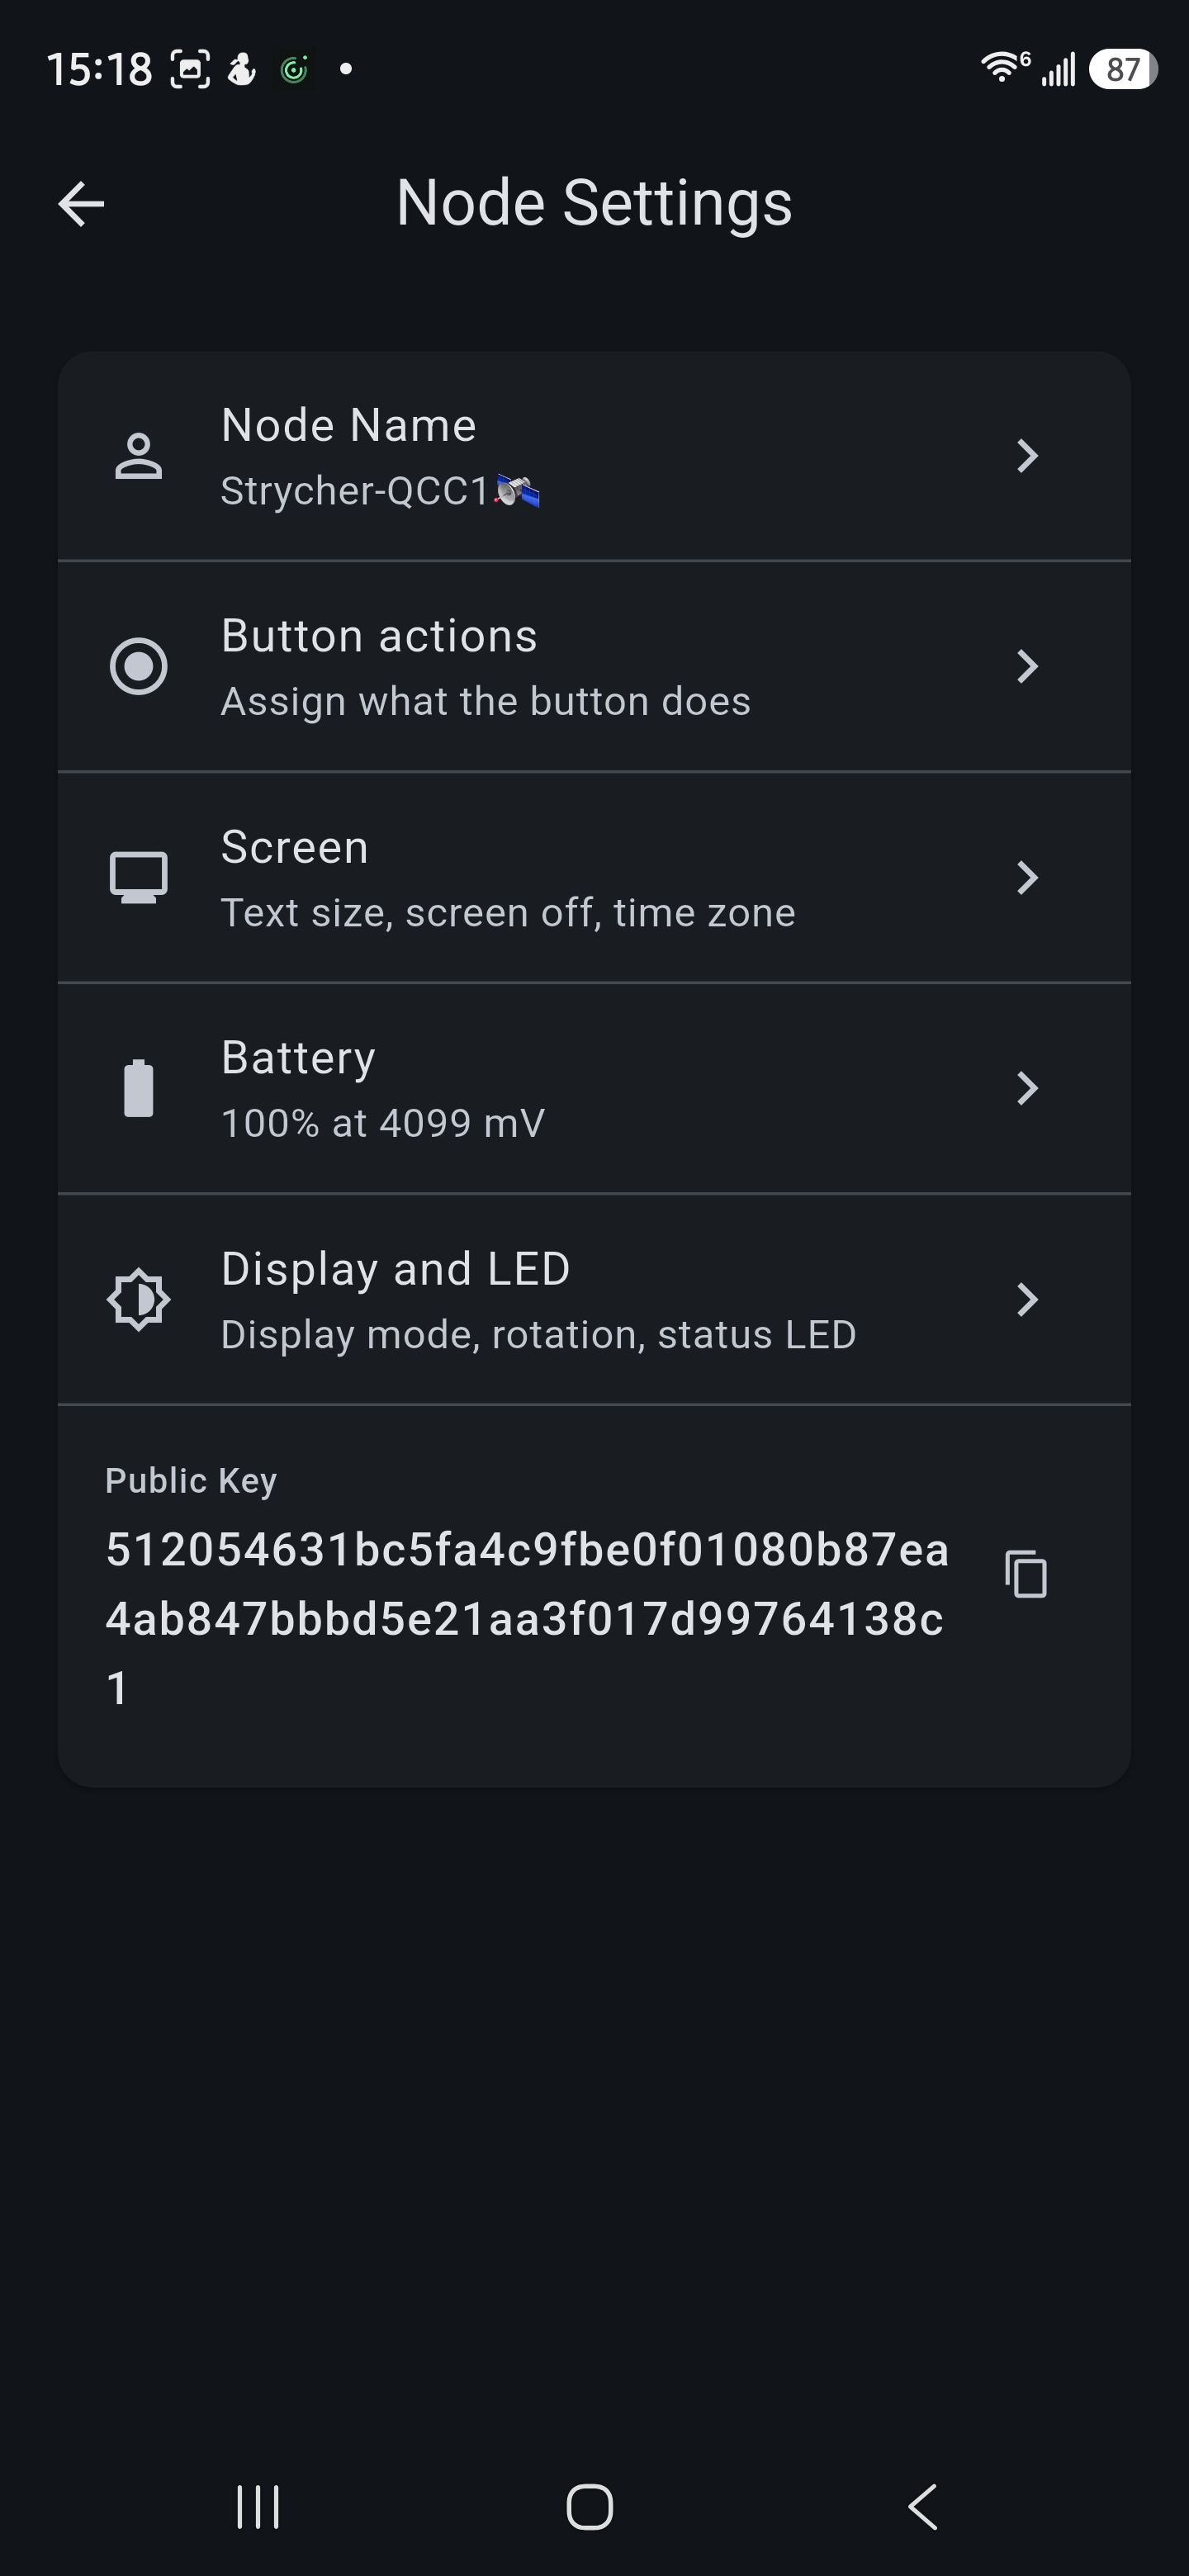 15:18
6
87
Node Settings
Node Name
Strycher-QCC1🛰️
Button actions
Assign what the button does
Screen
Text size, screen off, time zone
Battery
100% at 4099 mV
Display and LED
Display mode, rotation, status LED
Public Key
512054631bc5fa4c9fbe0f01080b87ea
4ab847bbbd5e21aa3f017d99764138c
1